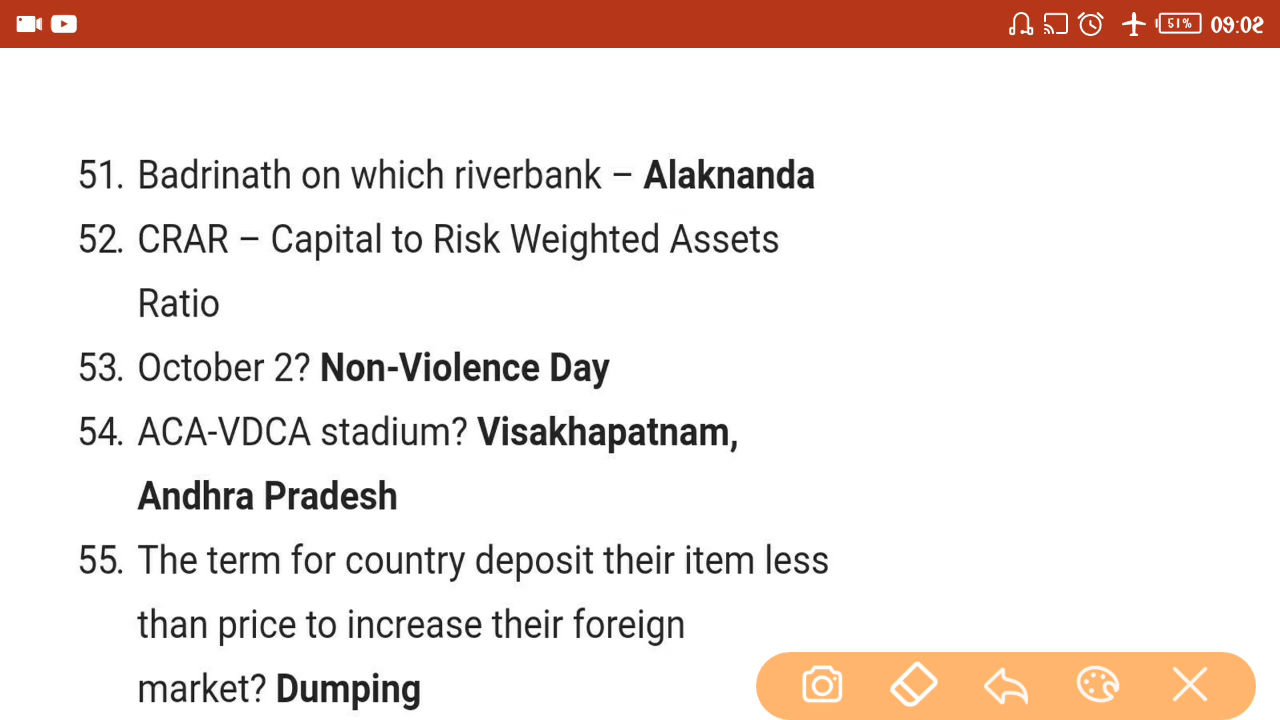 51% 09:02
51. Badrinath on which riverbank – Alaknanda
52. CRAR – Capital to Risk Weighted Assets
Ratio
53. October 2? Non-Violence Day
54. ACA-VDCA stadium? Visakhapatnam,
Andhra Pradesh
55. The term for country deposit their item less
than price to increase their foreign
market? Dumping